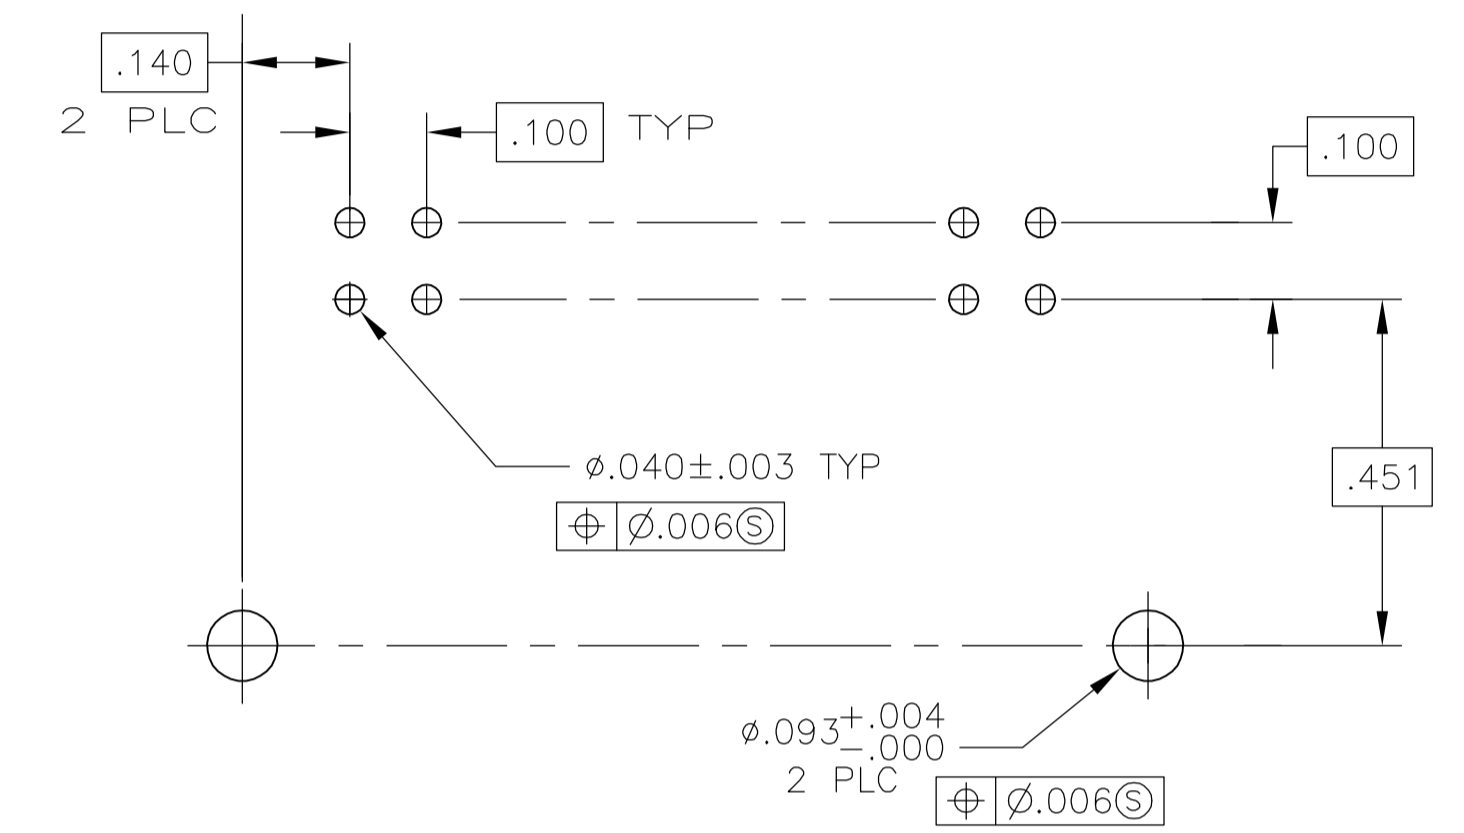 .140
2 PLC
.100 TYP
.100
⌀.040±.003 TYP
⌖ ⌀.006Ⓢ
.451
⌀.093 +.004
-.000
2 PLC
⌖ ⌀.006Ⓢ